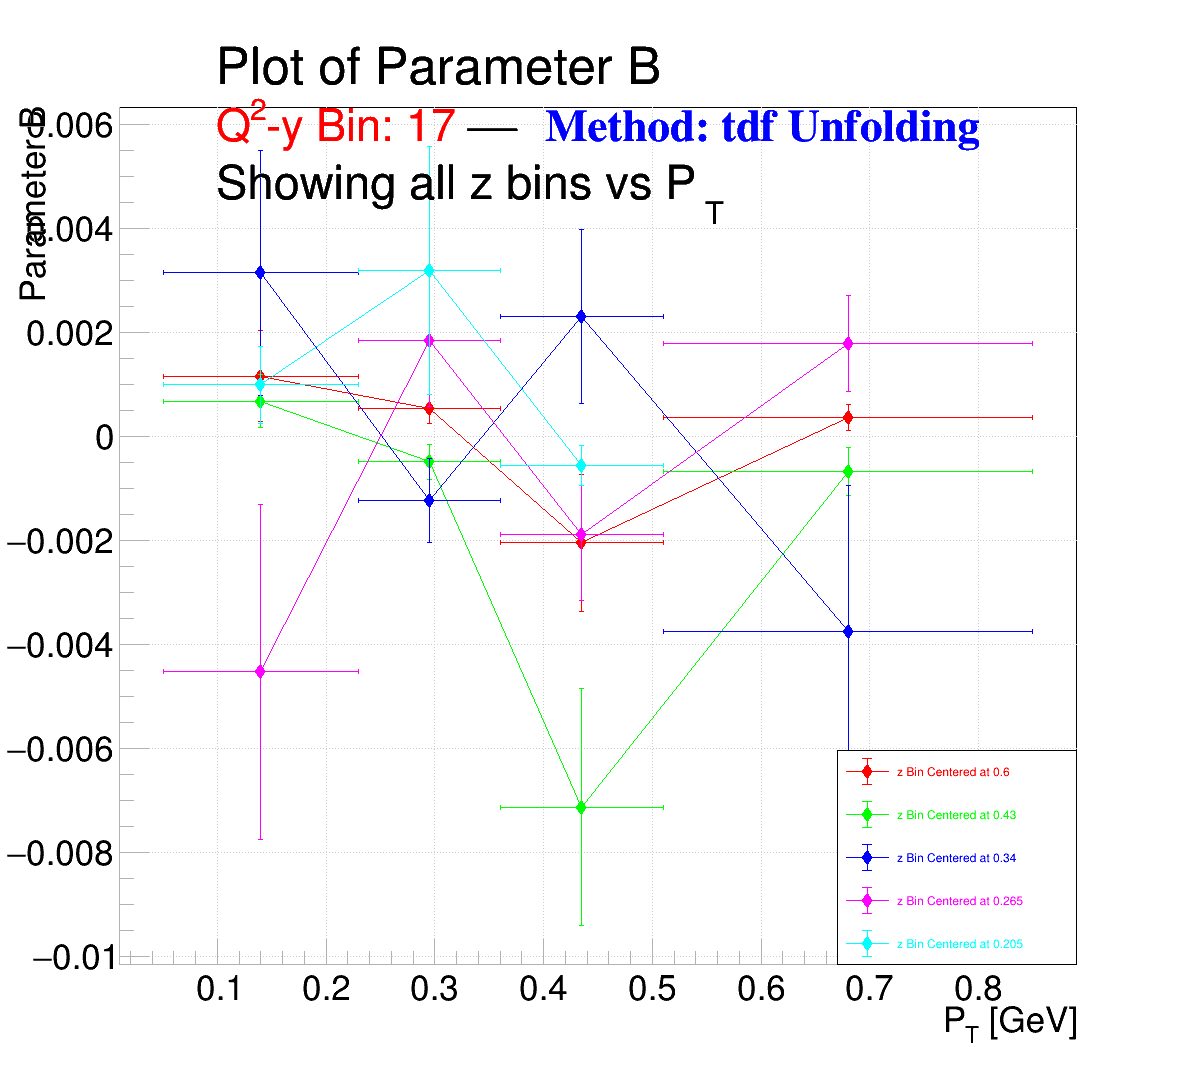 Plot of Parameter B
Q²-y Bin: 17 — Method: tdf Unfolding
Showing all z bins vs P_T
Parameter B
0.006
0.004
0.002
0
−0.002
−0.004
−0.006
−0.008
−0.01
z Bin Centered at 0.6
z Bin Centered at 0.43
z Bin Centered at 0.34
z Bin Centered at 0.265
z Bin Centered at 0.205
0.1 0.2 0.3 0.4 0.5 0.6 0.7 0.8
P_T [GeV]